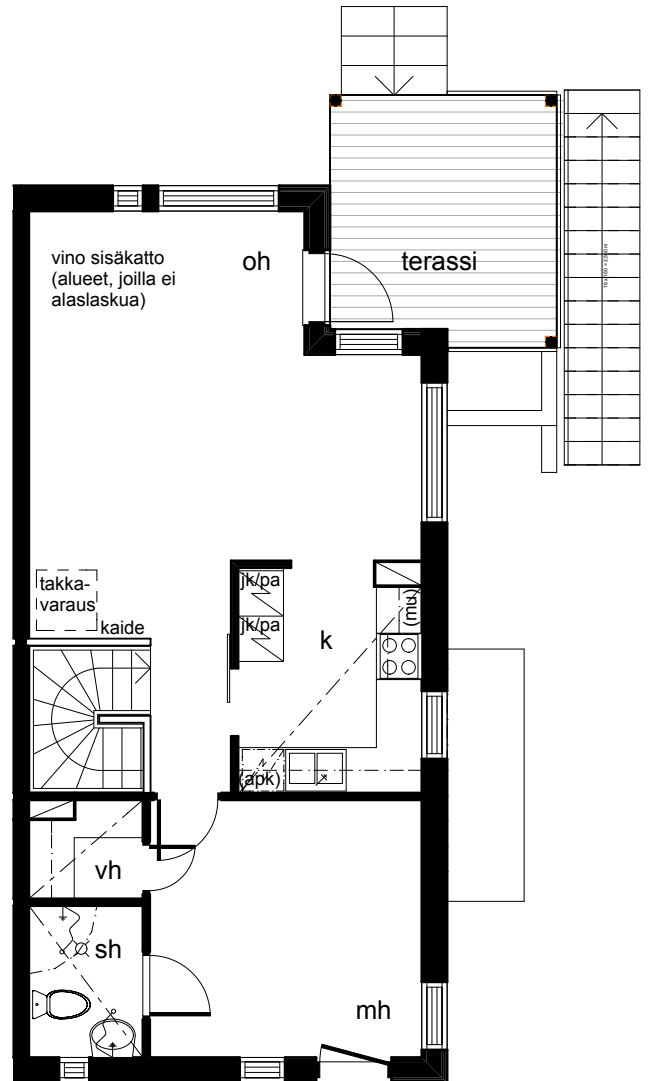 vino sisäkatto
(alueet, joilla ei
alaslaskua)
oh
terassi
takka-
varaus
kaide
jk/pa
jk/pa
k
(mu)
(apk)
vh
sh
mh